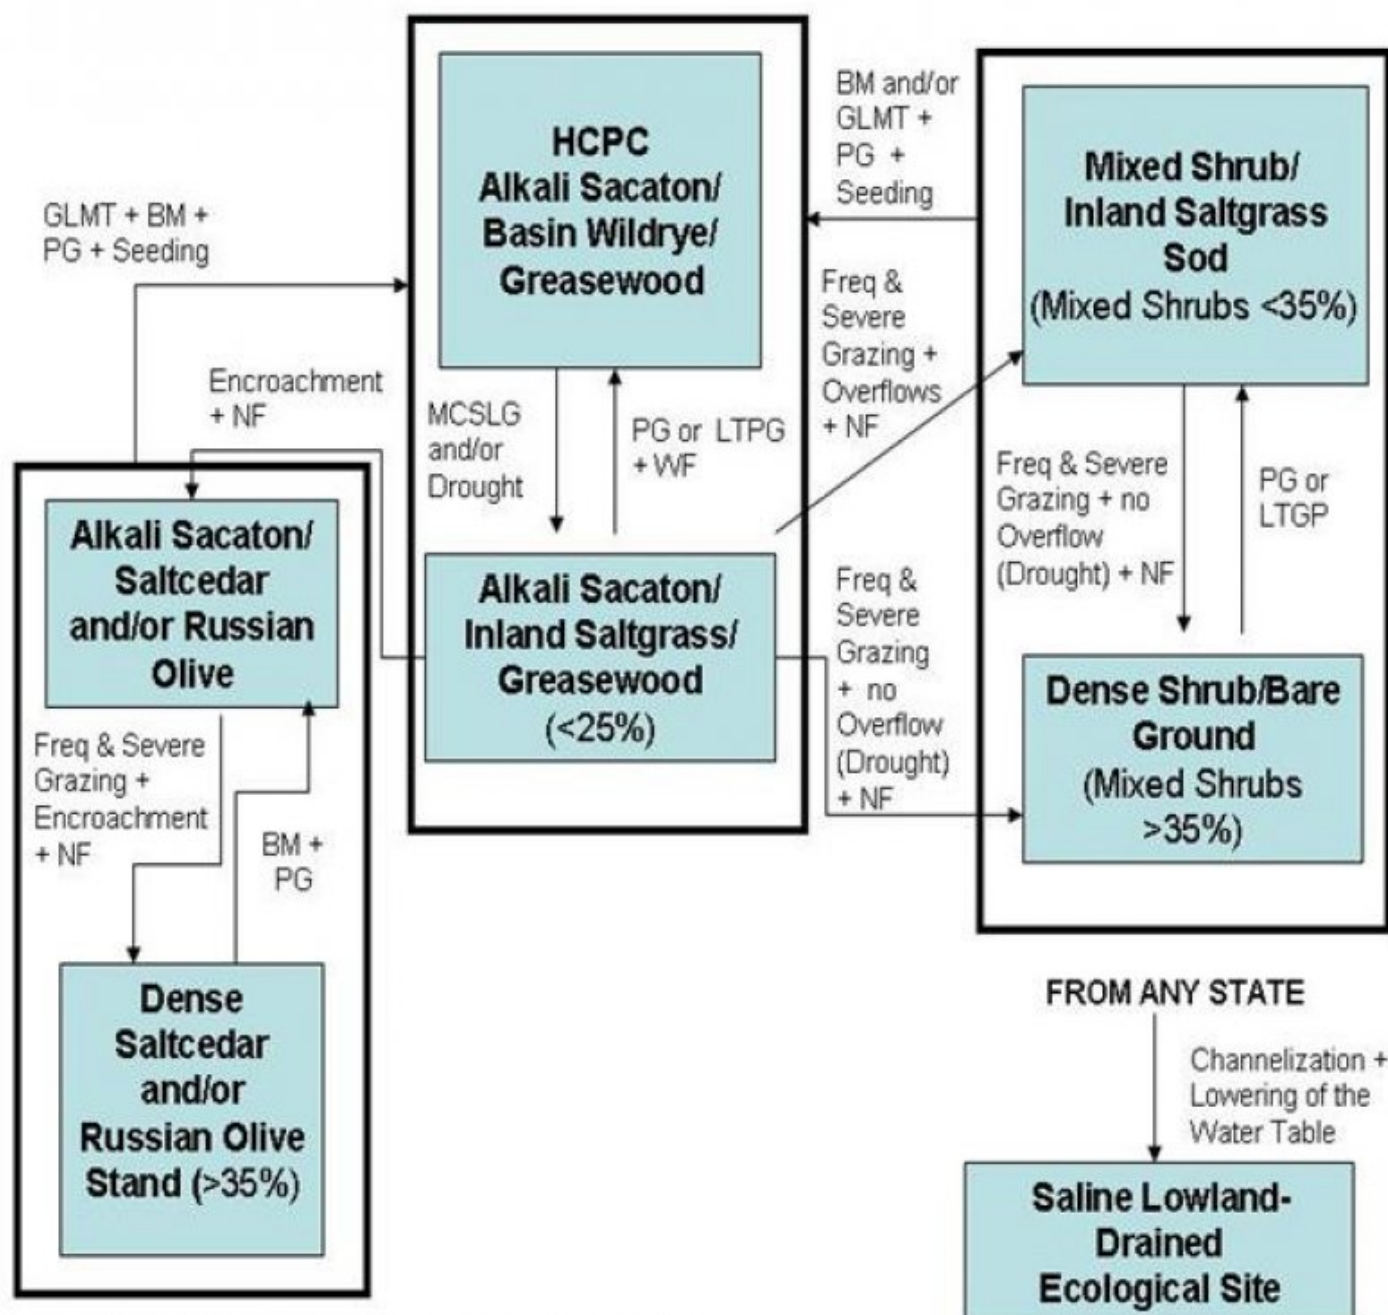 HCPC
Alkali Sacaton/
Basin Wildrye/
Greasewood
BM and/or
GLMT +
PG +
Seeding
Mixed Shrub/
Inland Saltgrass
Sod
(Mixed Shrubs <35%)
GLMT + BM +
PG + Seeding
Freq &
Severe
Grazing +
Overflows
+ NF
Encroachment
+ NF
MCSLG
and/or
Drought
PG or LTPG
+ WF
Freq & Severe
Grazing + no
Overflow
(Drought) + NF
PG or
LTGP
Alkali Sacaton/
Saltcedar
and/or Russian
Olive
Alkali Sacaton/
Inland Saltgrass/
Greasewood
(<25%)
Freq &
Severe
Grazing
+ no
Overflow
(Drought)
+ NF
Dense Shrub/Bare
Ground
(Mixed Shrubs
>35%)
Freq & Severe
Grazing +
Encroachment
+ NF
BM +
PG
Dense
Saltcedar
and/or
Russian Olive
Stand (>35%)
FROM ANY STATE
Channelization +
Lowering of the
Water Table
Saline Lowland-
Drained
Ecological Site